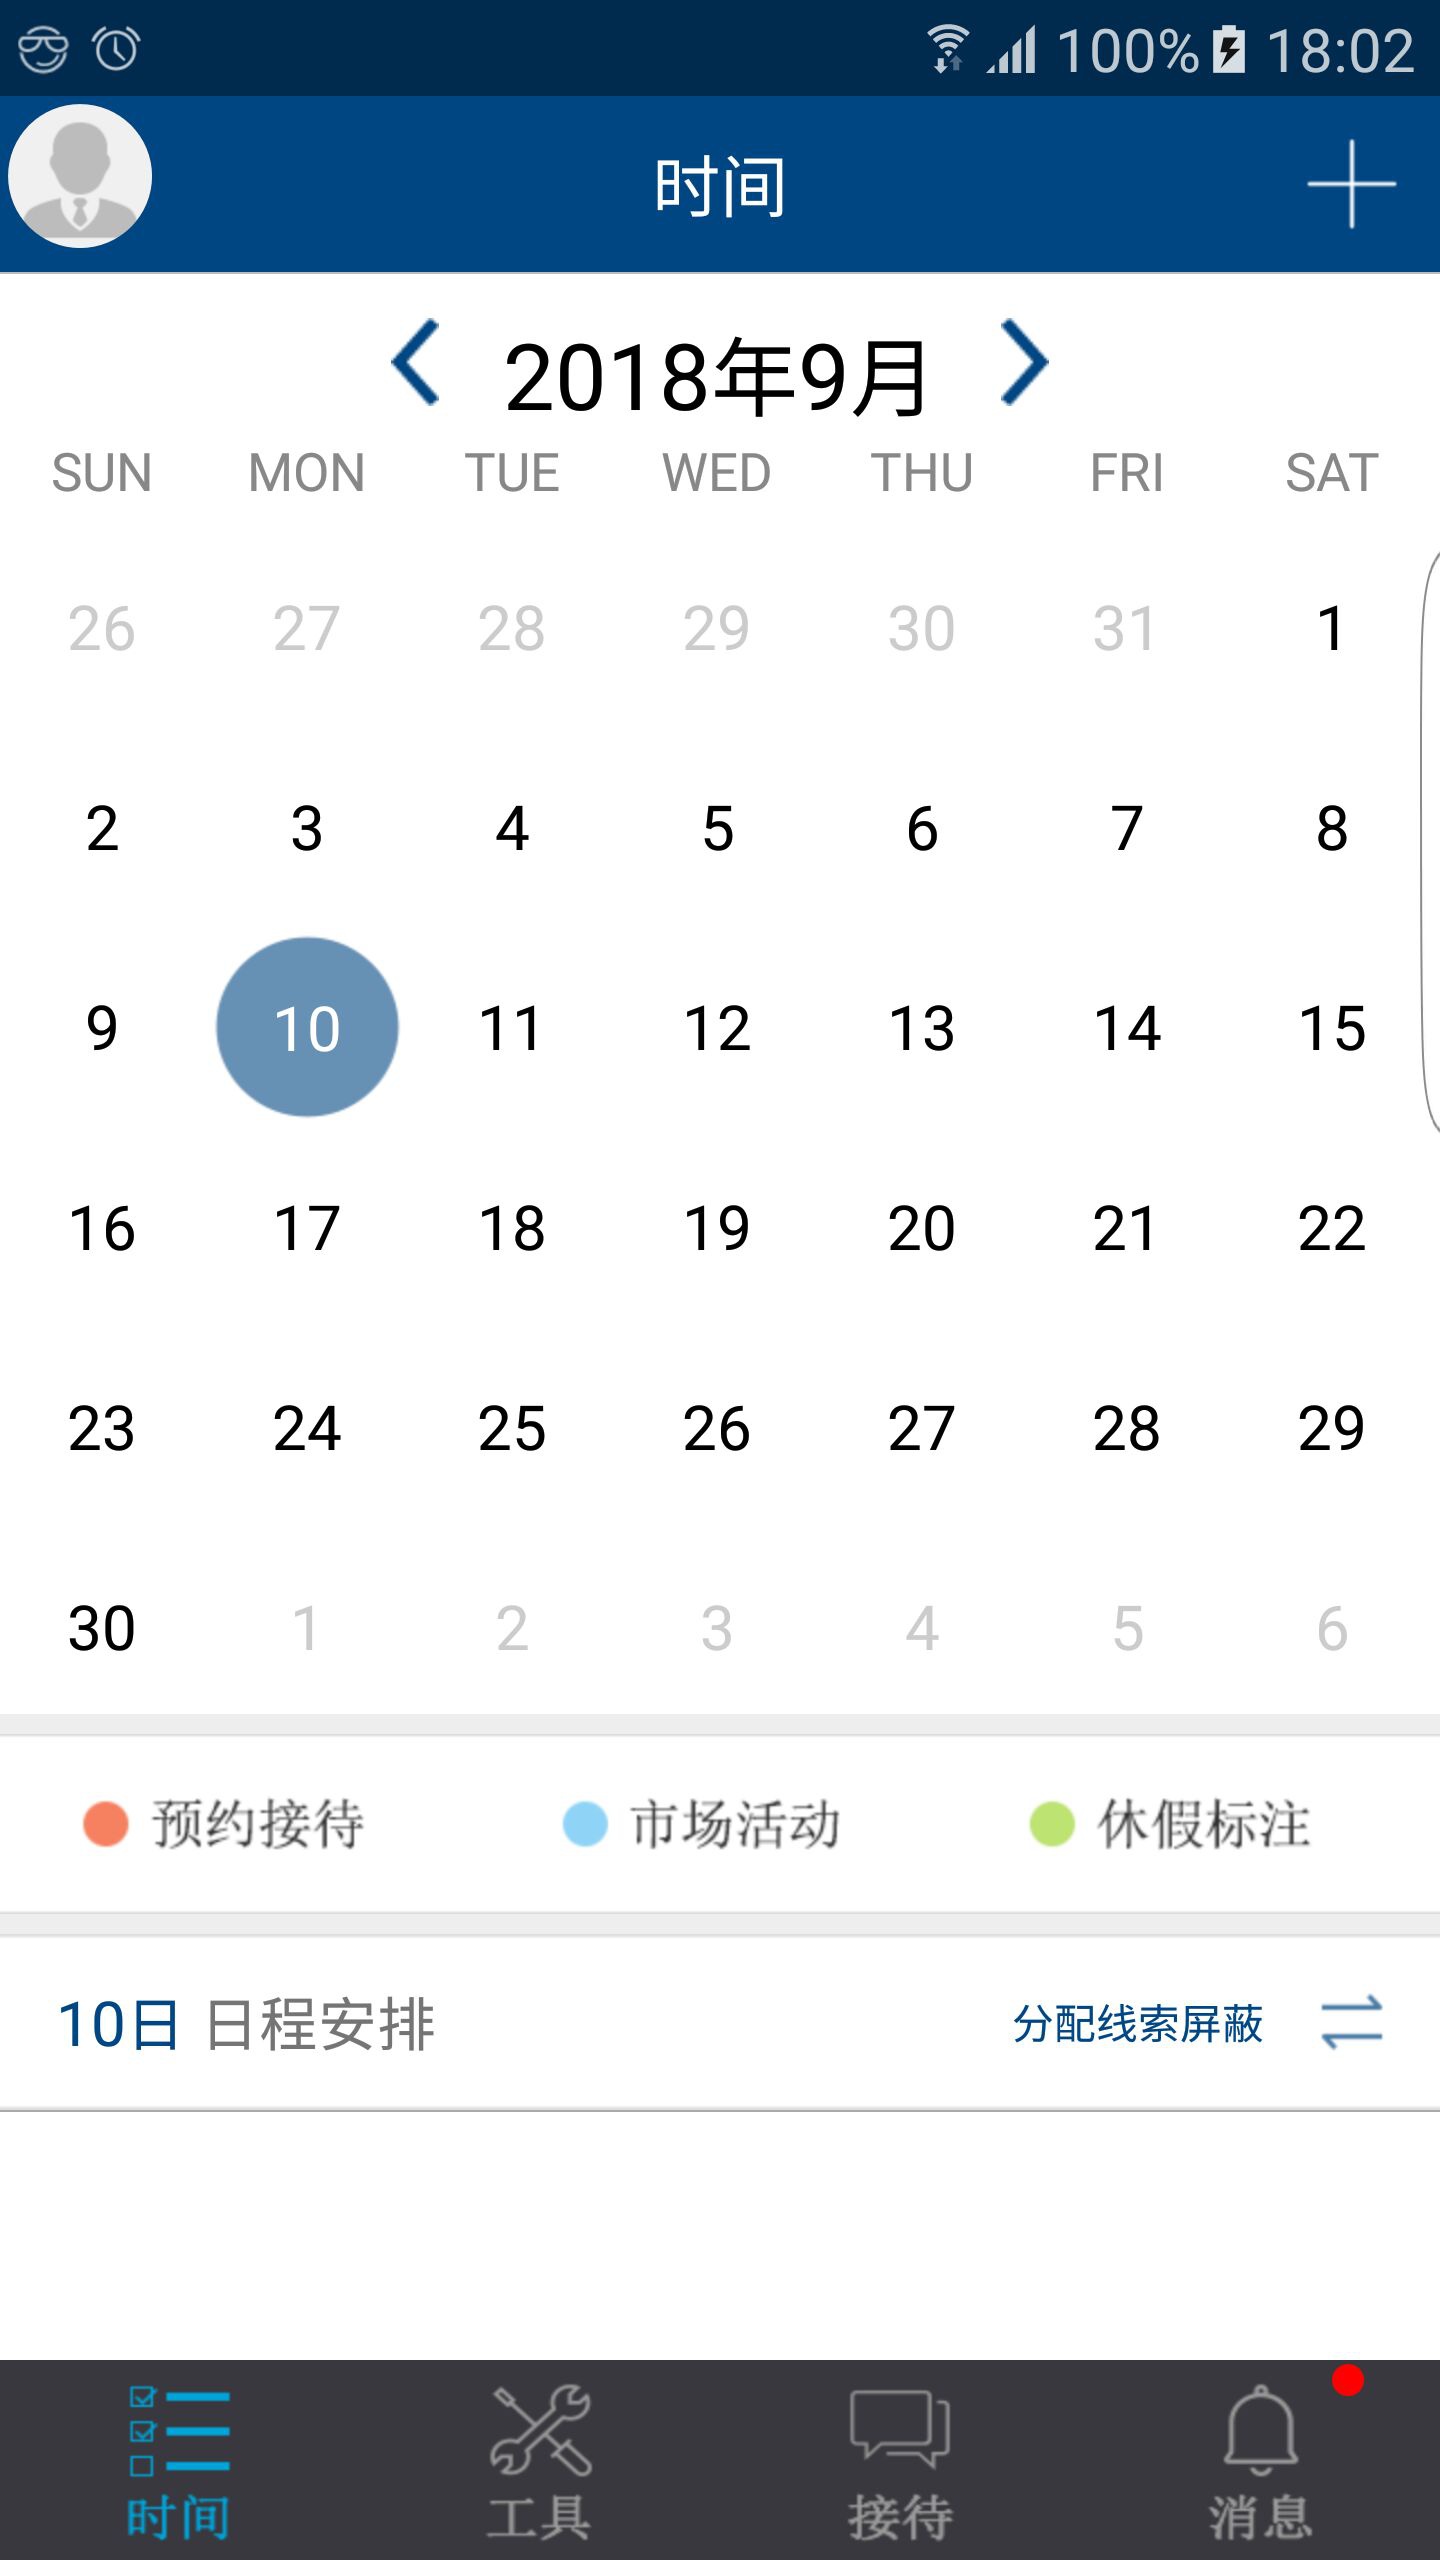 100% 18:02
时间
2018年9月
SUN MON TUE WED THU FRI SAT
26 27 28 29 30 31 1
2 3 4 5 6 7 8
9 10 11 12 13 14 15
16 17 18 19 20 21 22
23 24 25 26 27 28 29
30 1 2 3 4 5 6
预约接待 市场活动 休假标注
10日 日程安排 分配线索屏蔽
时间 工具 接待 消息